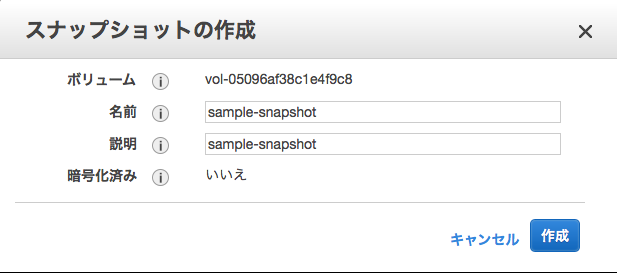 スナップショットの作成
ボリューム vol-05096af38c1e4f9c8
名前 sample-snapshot
説明 sample-snapshot
暗号化済み いいえ
キャンセル 作成